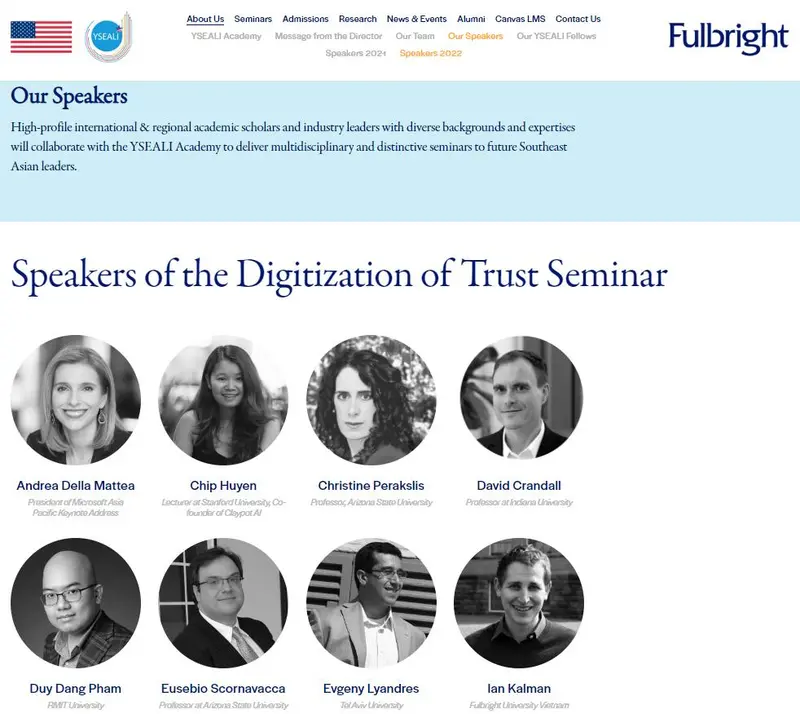 YSEALI
About Us Seminars Admissions Research News & Events Alumni Canvas LMS Contact Us
YSEALI Academy Message from the Director Our Team Our Speakers Our YSEALI Fellows
Speakers 2021 Speakers 2022
Fulbright
Our Speakers
High-profile international & regional academic scholars and industry leaders with diverse backgrounds and expertises
will collaborate with the YSEALI Academy to deliver multidisciplinary and distinctive seminars to future Southeast
Asian leaders.
Speakers of the Digitization of Trust Seminar
Andrea Della Mattea
President of Microsoft Asia
Pacific Keynote Address
Chip Huyen
Lecturer at Stanford University, Co-
founder of Claypot AI
Christine Perakslis
Professor, Arizona State University
David Crandall
Professor at Indiana University
Duy Dang Pham
RMIT University
Eusebio Scornavacca
Professor at Arizona State University
Evgeny Lyandres
Tel Aviv University
Ian Kalman
Fulbright University Vietnam